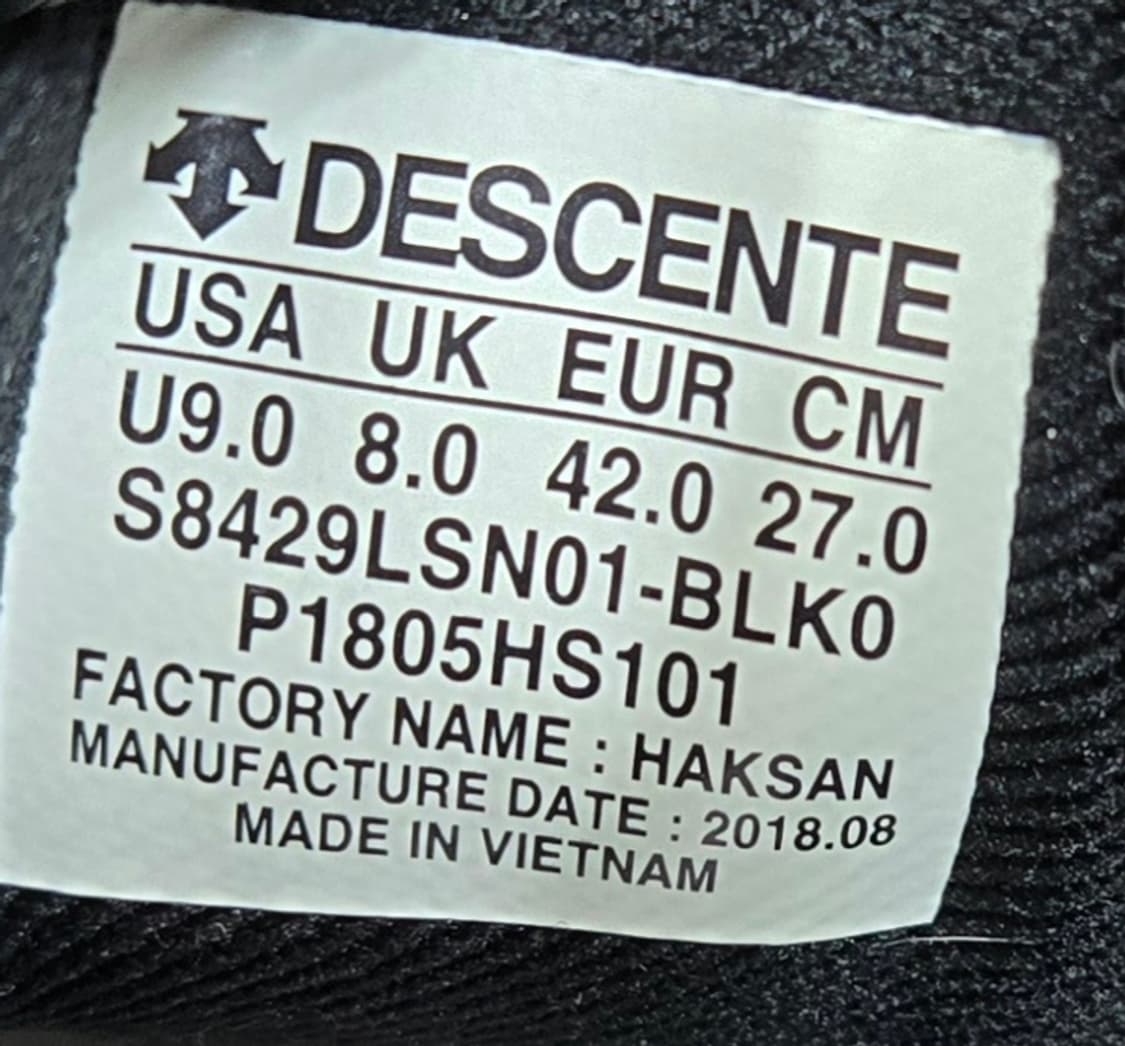 DESCENTE
USA UK EUR CM
U9.0 8.0 42.0 27.0
S8429LSN01-BLK0
P1805HS101
FACTORY NAME : HAKSAN
MANUFACTURE DATE : 2018.08
MADE IN VIETNAM